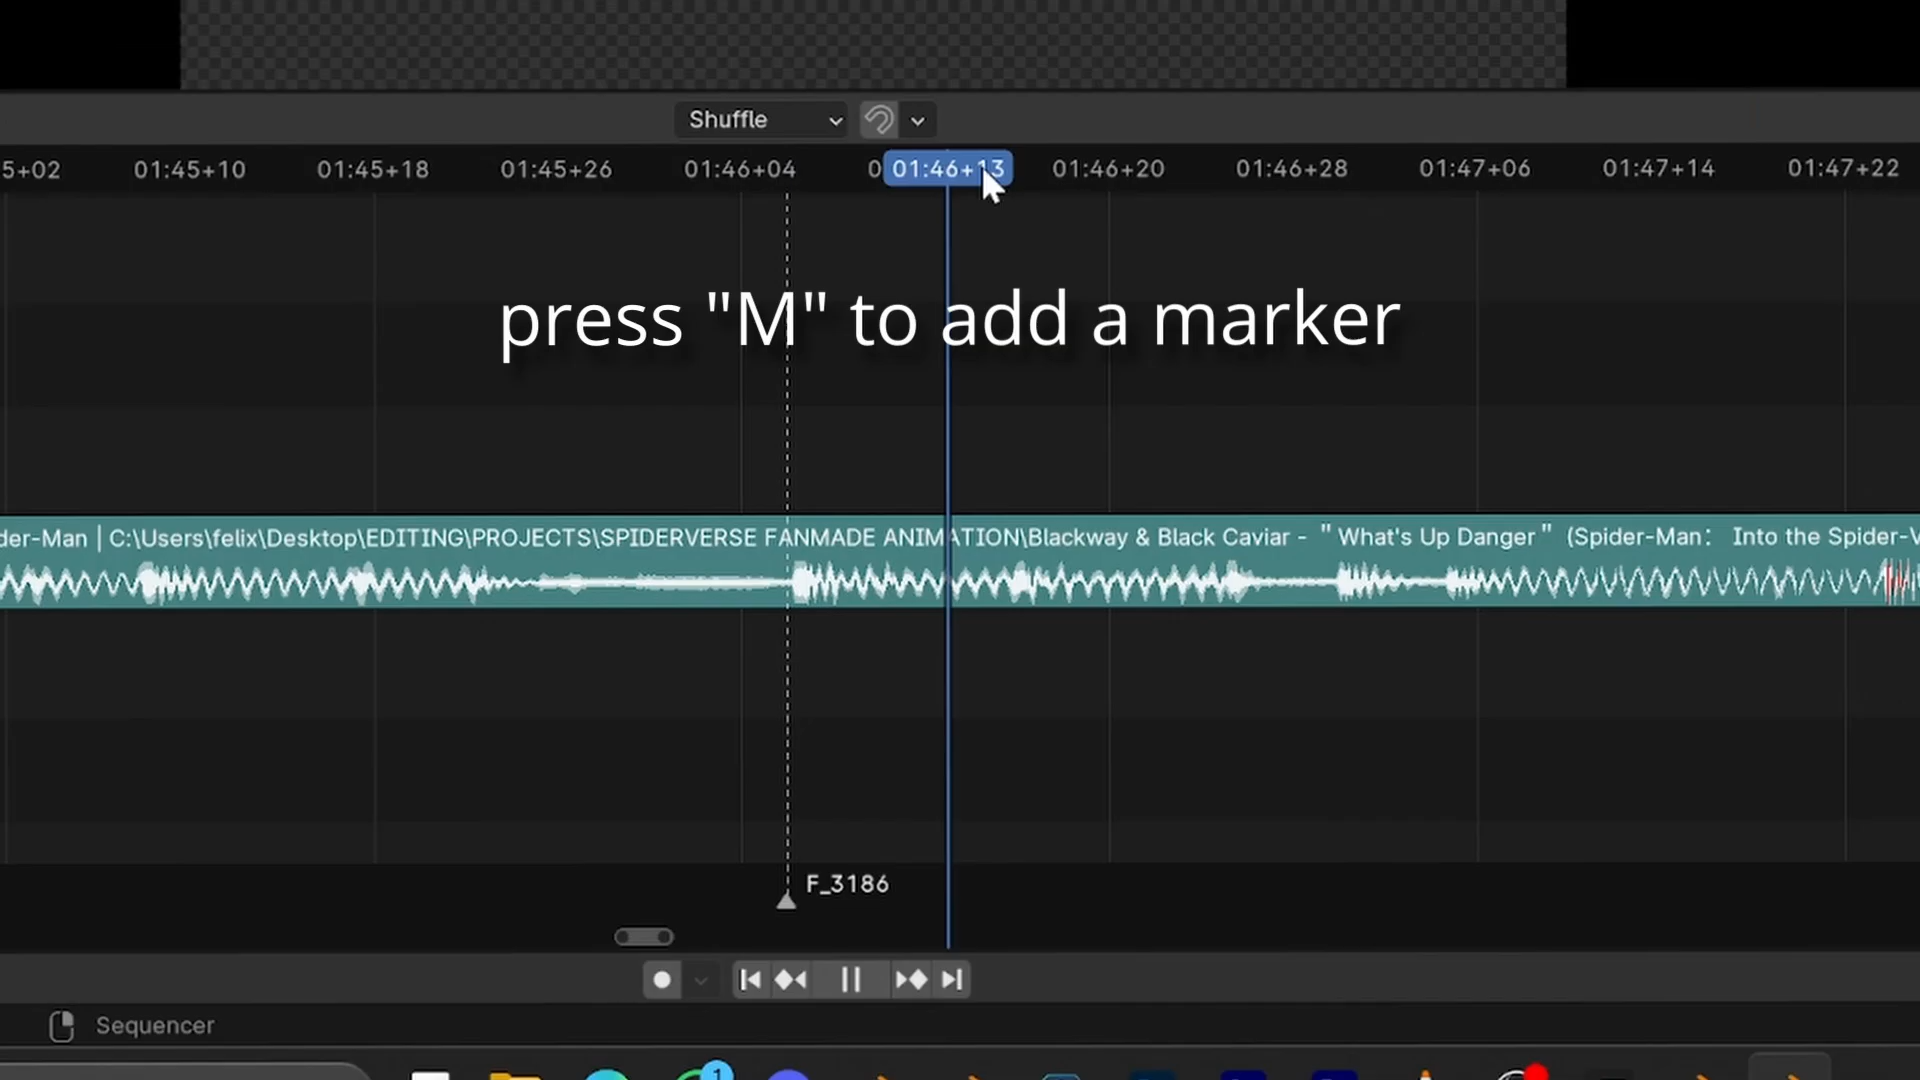 Shuffle
5+02 01:45+10 01:45+18 01:45+26 01:46+04 0 01:46+13 01:46+20 01:46+28 01:47+06 01:47+14 01:47+22
press "M" to add a marker
der-Man | C:\Users\felix\Desktop\EDITING\PROJECTS\SPIDERVERSE FANMADE ANIMATION\Blackway & Black Caviar - ＂What's Up Danger＂ (Spider-Man： Into the Spider-V
F_3186
Sequencer
1